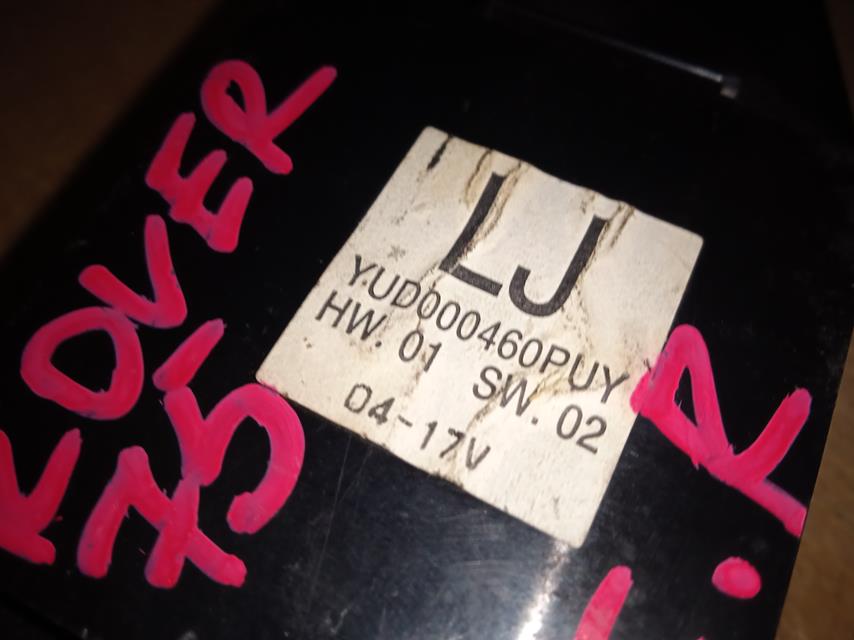 ROVER
75
LJ
YUD000460PUY
HW. 01 SW. 02
04-17V